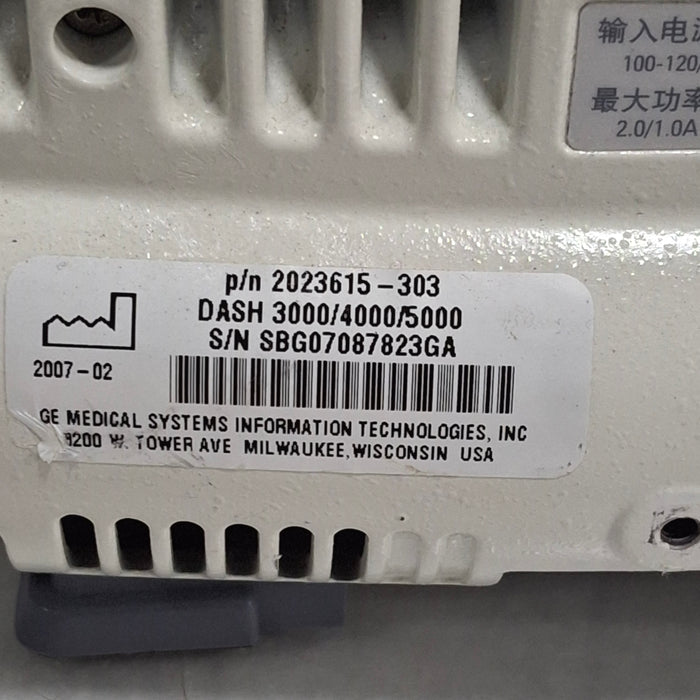 输入电
100-120/
最大功率
2.0/1.0A
p/n 2023615-303
DASH 3000/4000/5000
S/N SBG07087823GA
2007-02
GE MEDICAL SYSTEMS INFORMATION TECHNOLOGIES, INC
8200 W. TOWER AVE MILWAUKEE, WISCONSIN USA